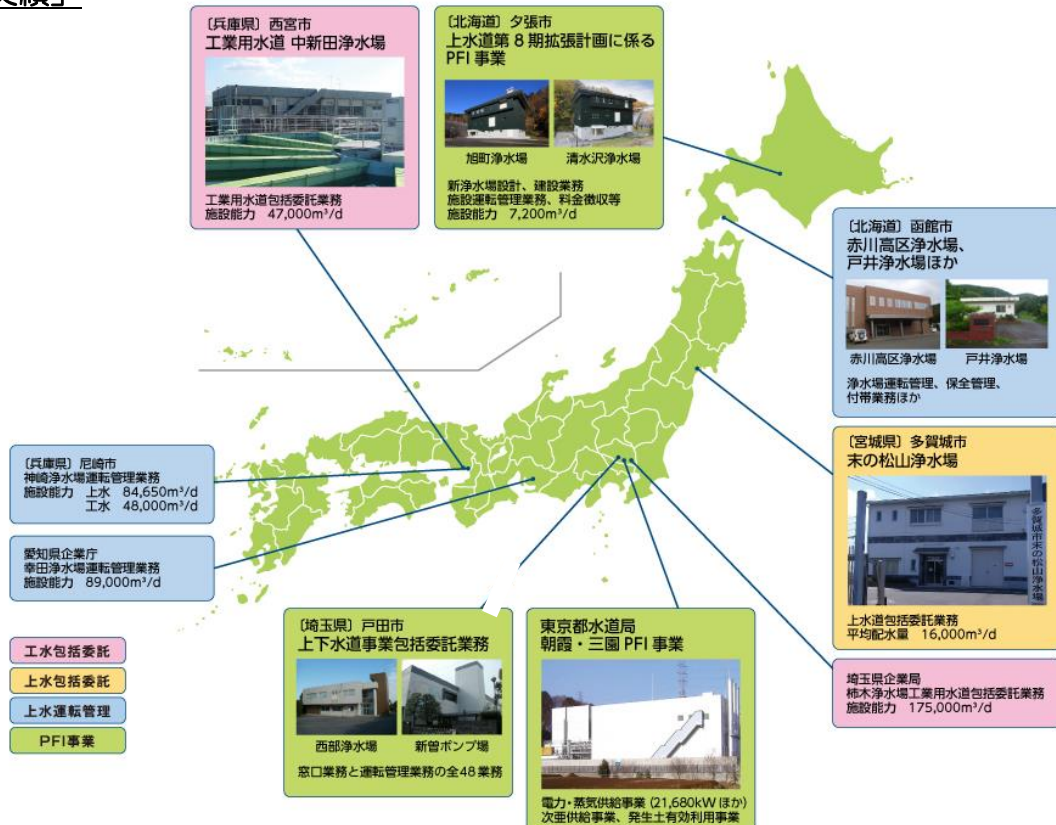 〔兵庫県〕西宮市
工業用水道 中新田浄水場
工業用水道包括委託業務
施設能力 47,000m³/d
〔北海道〕夕張市
上水道第8期拡張計画に係る
PFI事業
旭町浄水場
清水沢浄水場
新浄水場設計、建設業務
施設運転管理業務、料金徴収等
施設能力 7,200m³/d
〔北海道〕函館市
赤川高区浄水場、
戸井浄水場ほか
赤川高区浄水場
戸井浄水場
浄水場運転管理、保全管理、
付帯業務ほか
〔宮城県〕多賀城市
末の松山浄水場
多賀城市末の松山浄水場
上水道包括委託業務
平均配水量 16,000m³/d
〔兵庫県〕尼崎市
神崎浄水場運転管理業務
施設能力 上水 84,650m³/d
工水 48,000m³/d
愛知県企業庁
幸田浄水場運転管理業務
施設能力 89,000m³/d
〔埼玉県〕戸田市
上下水道事業包括委託業務
西部浄水場
新曽ポンプ場
窓口業務と運転管理業務の全48業務
東京都水道局
朝霞・三園PFI事業
電力・蒸気供給事業(21,680kWほか)
次亜供給事業、発生土有効利用事業
埼玉県企業局
柿木浄水場工業用水道包括委託業務
施設能力 175,000m³/d
工水包括委託
上水包括委託
上水運転管理
PFI事業